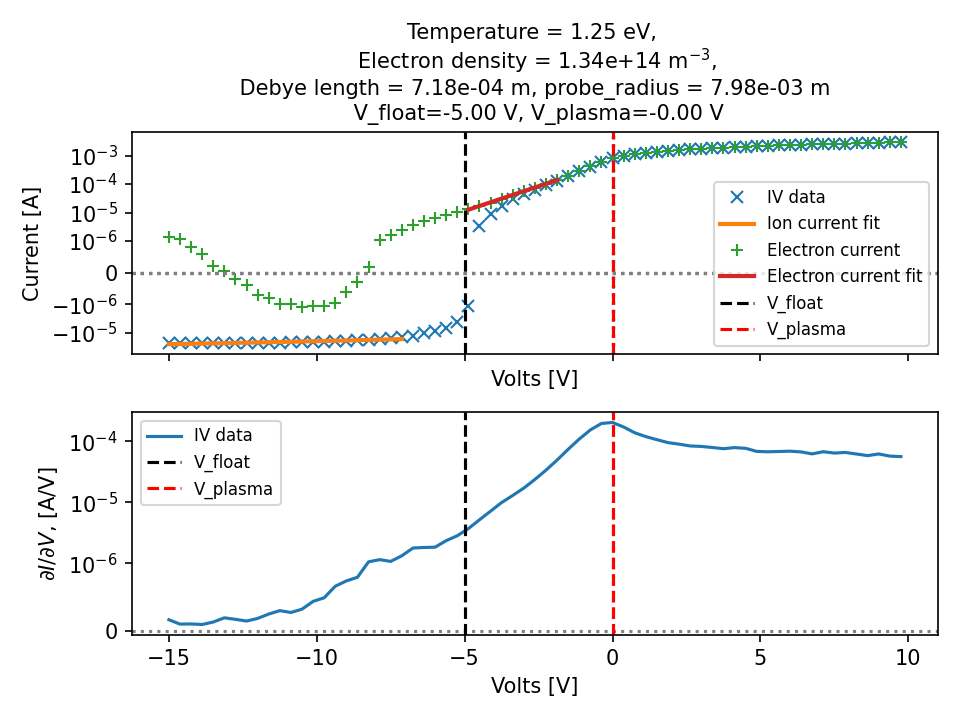 Temperature = 1.25 eV,
Electron density = 1.34e+14 m⁻³,
Debye length = 7.18e-04 m, probe_radius = 7.98e-03 m
V_float=-5.00 V, V_plasma=-0.00 V
Current [A]
10⁻³
10⁻⁴
10⁻⁵
10⁻⁶
0
−10⁻⁶
−10⁻⁵
IV data
Ion current fit
Electron current
Electron current fit
V_float
V_plasma
Volts [V]
∂I/∂V, [A/V]
10⁻⁴
10⁻⁵
10⁻⁶
0
IV data
V_float
V_plasma
−15 −10 −5 0 5 10
Volts [V]